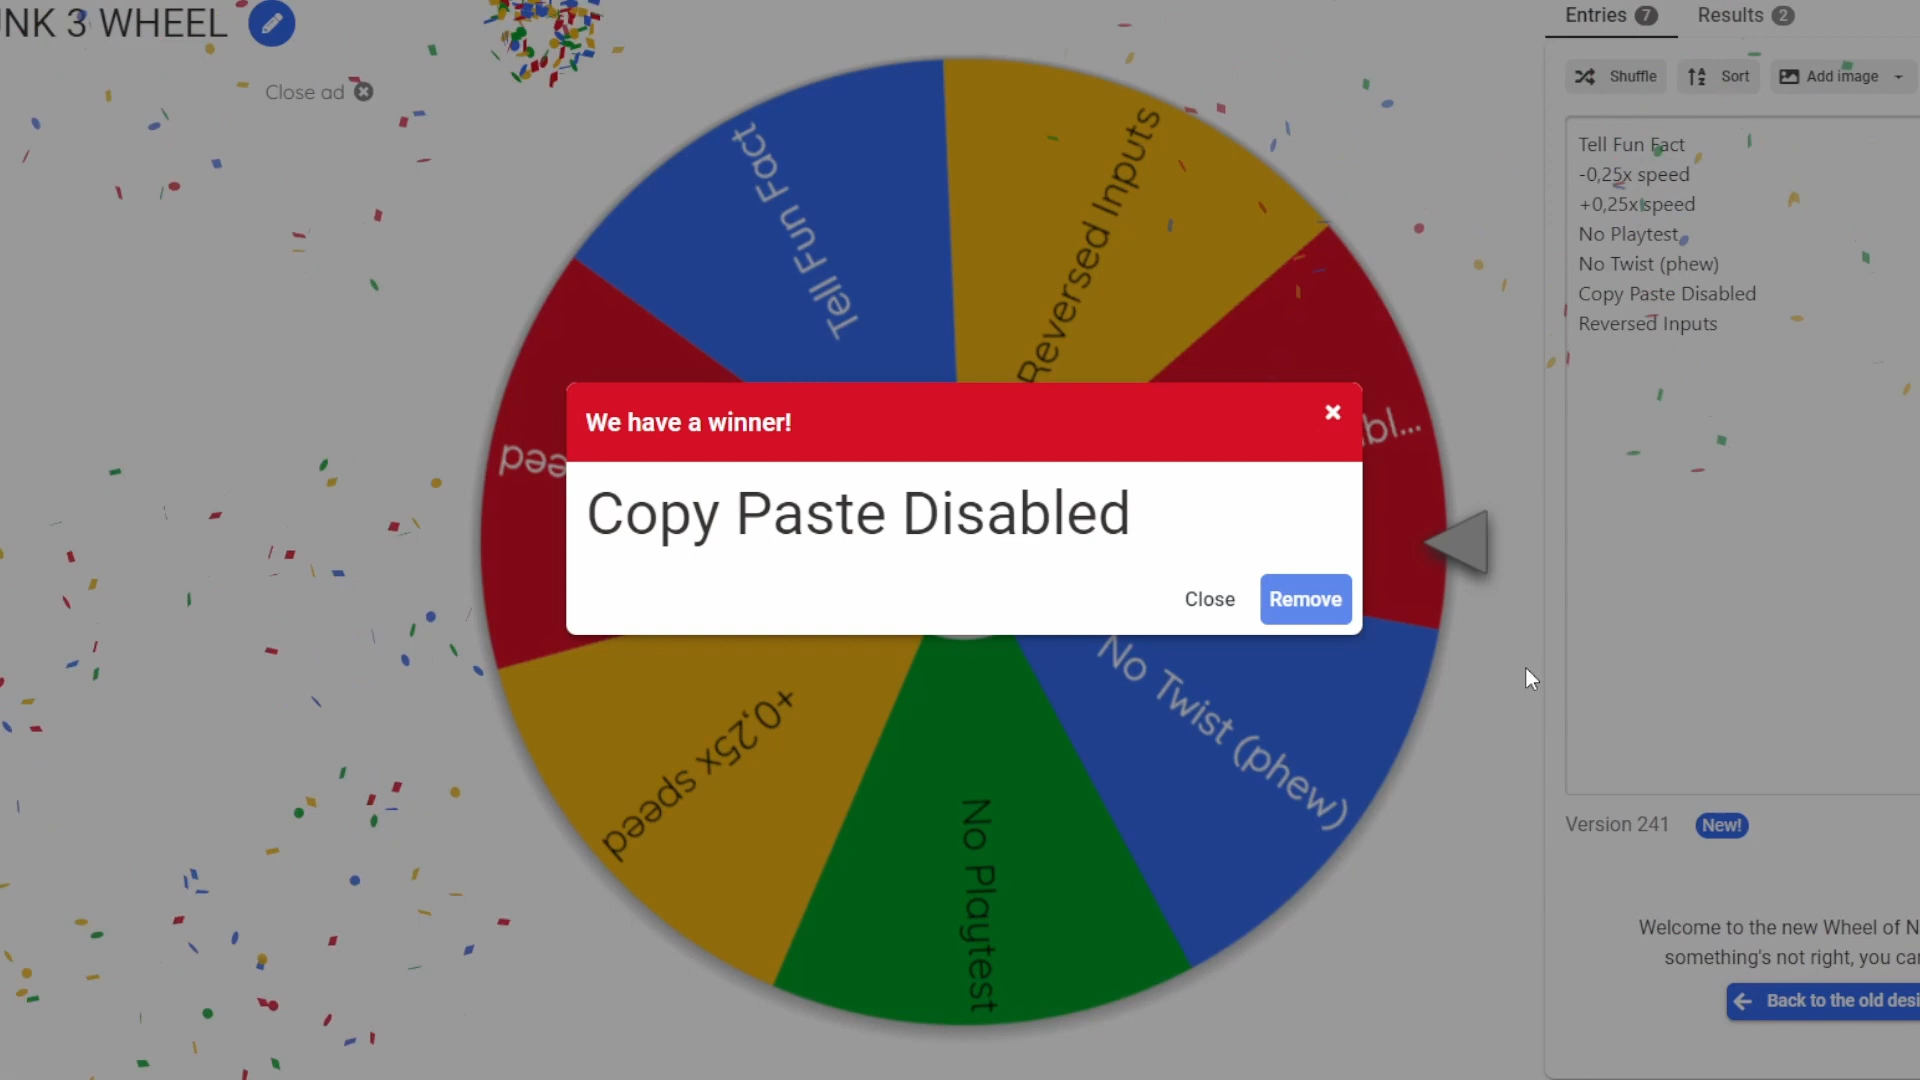 NK 3 WHEEL
Close ad
Entries 7
Results 2
Shuffle
Sort
Add image
Tell Fun Fact
-0,25x speed
+0,25x speed
No Playtest
No Twist (phew)
Copy Paste Disabled
Reversed Inputs
Tell Fun Fact
Reversed Inputs
bl...
eed
We have a winner!
Copy Paste Disabled
Close
Remove
+0,25x speed
No Playtest
No Twist (phew)
Version 241
New!
Welcome to the new Wheel of N
something's not right, you ca
Back to the old desi